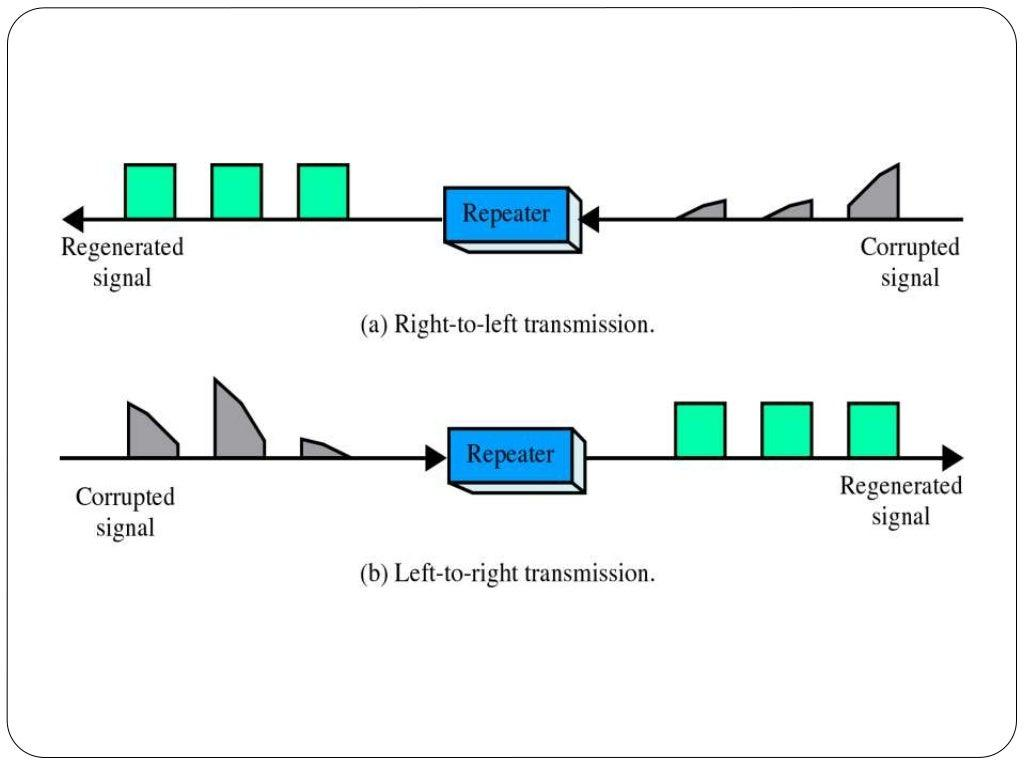 Repeater
Regenerated
signal
Corrupted
signal
(a) Right-to-left transmission.
Repeater
Corrupted
signal
Regenerated
signal
(b) Left-to-right transmission.